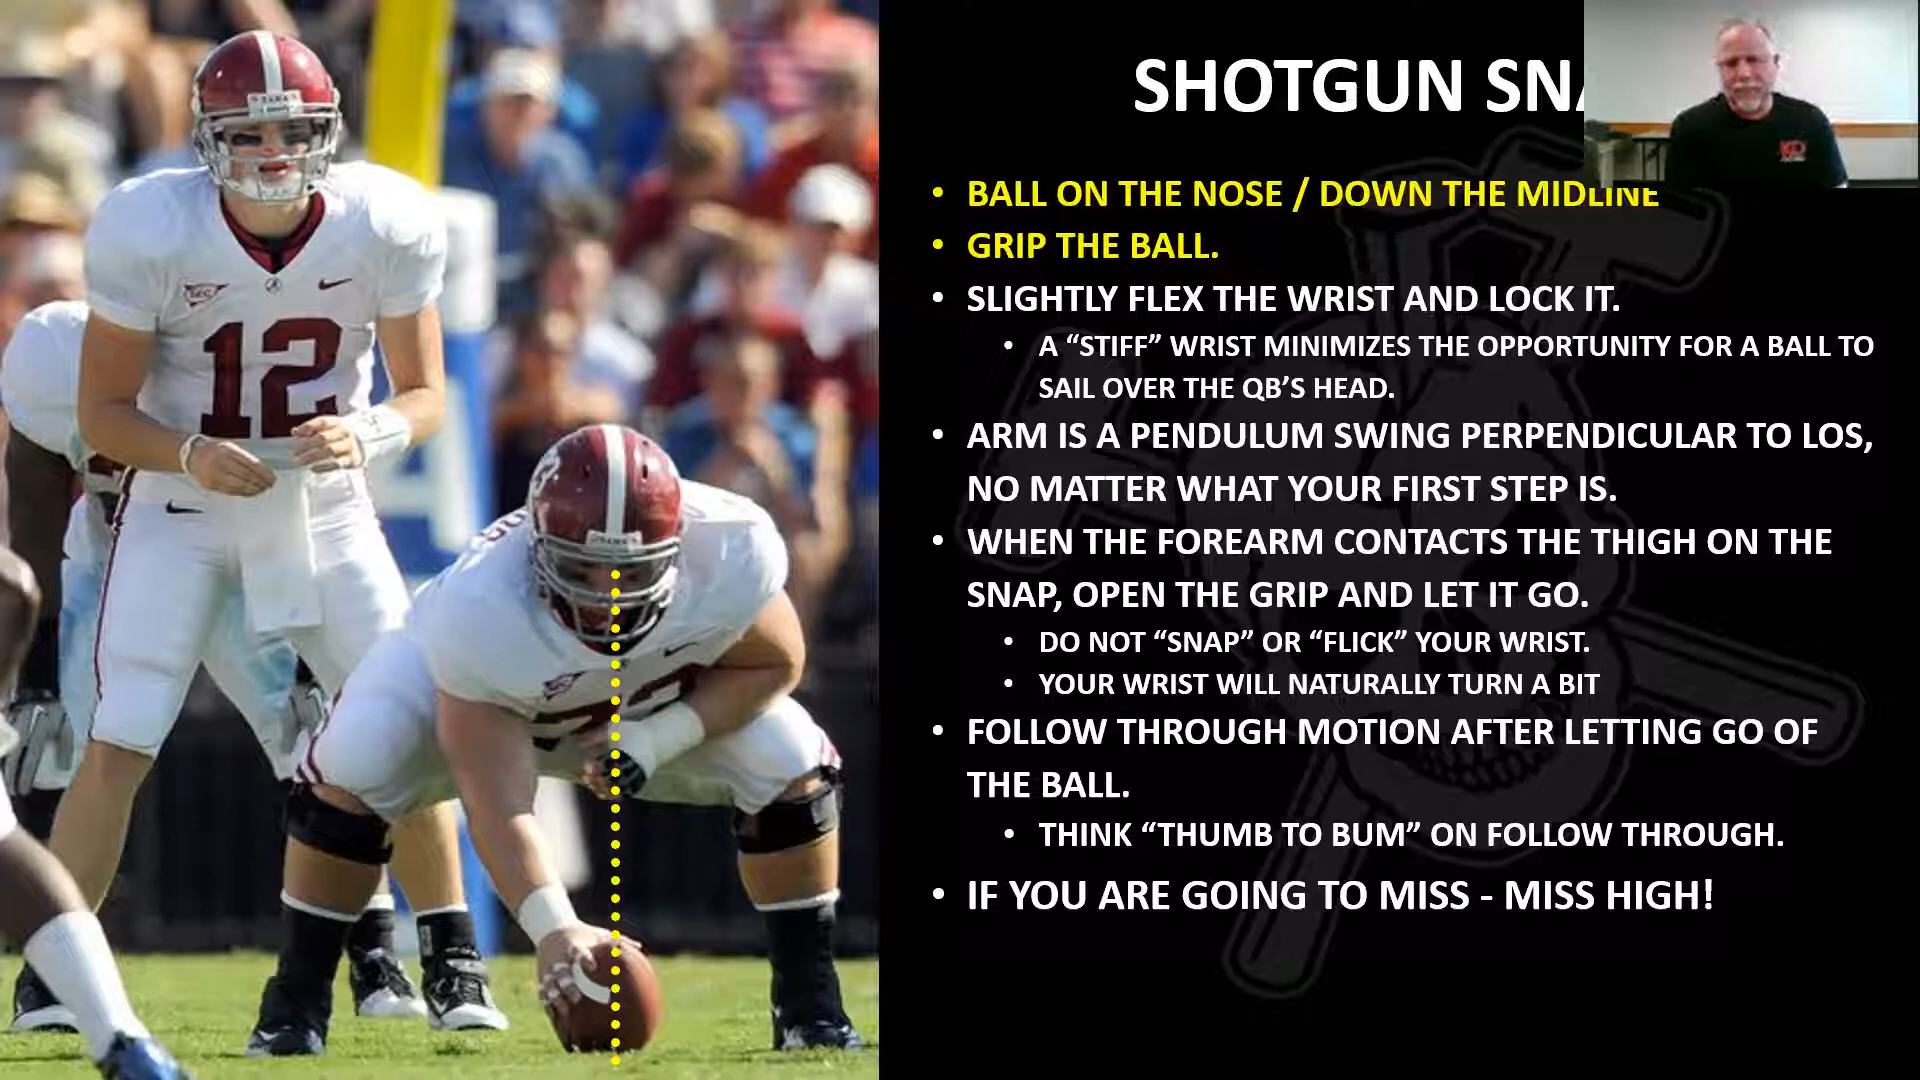 SHOTGUN SNA
• BALL ON THE NOSE / DOWN THE MIDLINE
• GRIP THE BALL.
• SLIGHTLY FLEX THE WRIST AND LOCK IT.
• A “STIFF” WRIST MINIMIZES THE OPPORTUNITY FOR A BALL TO
SAIL OVER THE QB’S HEAD.
• ARM IS A PENDULUM SWING PERPENDICULAR TO LOS,
NO MATTER WHAT YOUR FIRST STEP IS.
• WHEN THE FOREARM CONTACTS THE THIGH ON THE
SNAP, OPEN THE GRIP AND LET IT GO.
• DO NOT “SNAP” OR “FLICK” YOUR WRIST.
• YOUR WRIST WILL NATURALLY TURN A BIT
• FOLLOW THROUGH MOTION AFTER LETTING GO OF
THE BALL.
• THINK “THUMB TO BUM” ON FOLLOW THROUGH.
• IF YOU ARE GOING TO MISS - MISS HIGH!
SEC
12